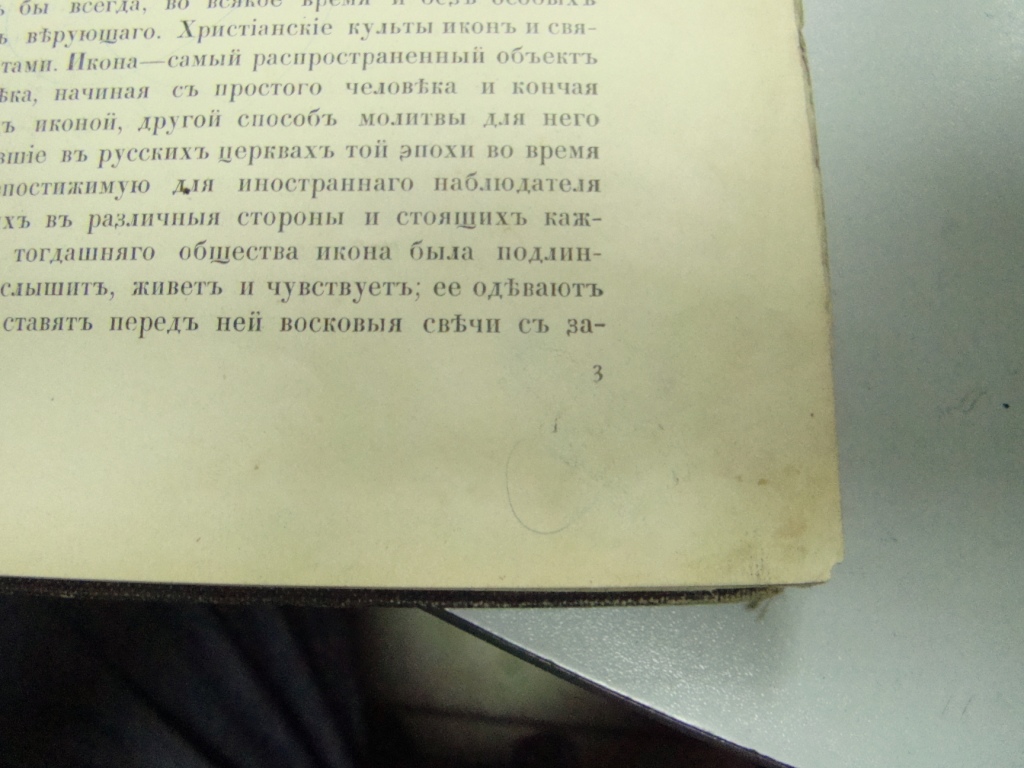 бы всегда, во всякое время и безъ особыхъ
ъ вѣрующаго. Христіанскіе культы иконъ и свя-
тами. Икона—самый распространенный объектъ
ѣка, начиная съ простого человѣка и кончая
ъ иконой, другой способъ молитвы для него
вшіе въ русскихъ церквахъ той эпохи во время
епостижимую для иностраннаго наблюдателя
ухъ въ различныя стороны и стоящихъ каж-
тогдашняго общества икона была подлин-
слышитъ, живетъ и чувствуетъ; ее одѣваютъ
ставятъ передъ ней восковыя свѣчи съ за-
3